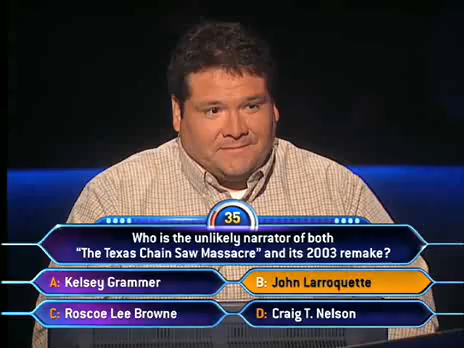 35
Who is the unlikely narrator of both
"The Texas Chain Saw Massacre" and its 2003 remake?
A: Kelsey Grammer
B: John Larroquette
C: Roscoe Lee Browne
D: Craig T. Nelson